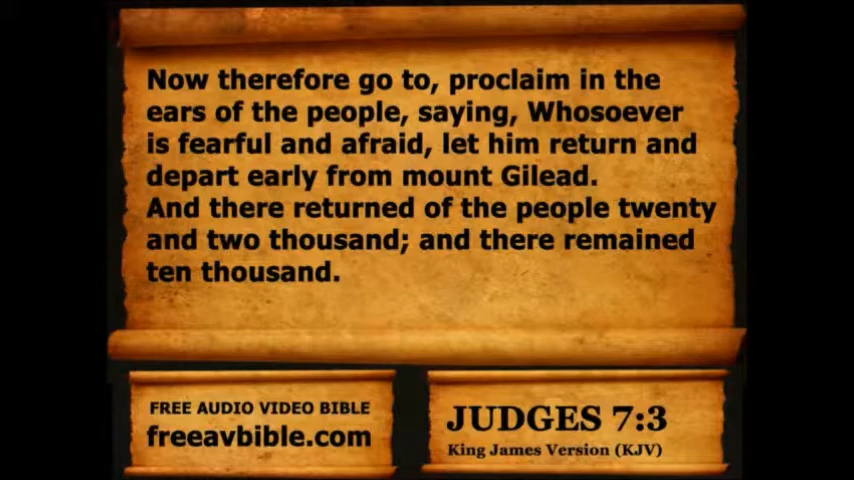 Now therefore go to, proclaim in the
ears of the people, saying, Whosoever
is fearful and afraid, let him return and
depart early from mount Gilead.
And there returned of the people twenty
and two thousand; and there remained
ten thousand.
FREE AUDIO VIDEO BIBLE
freeavbible.com
JUDGES 7:3
King James Version (KJV)